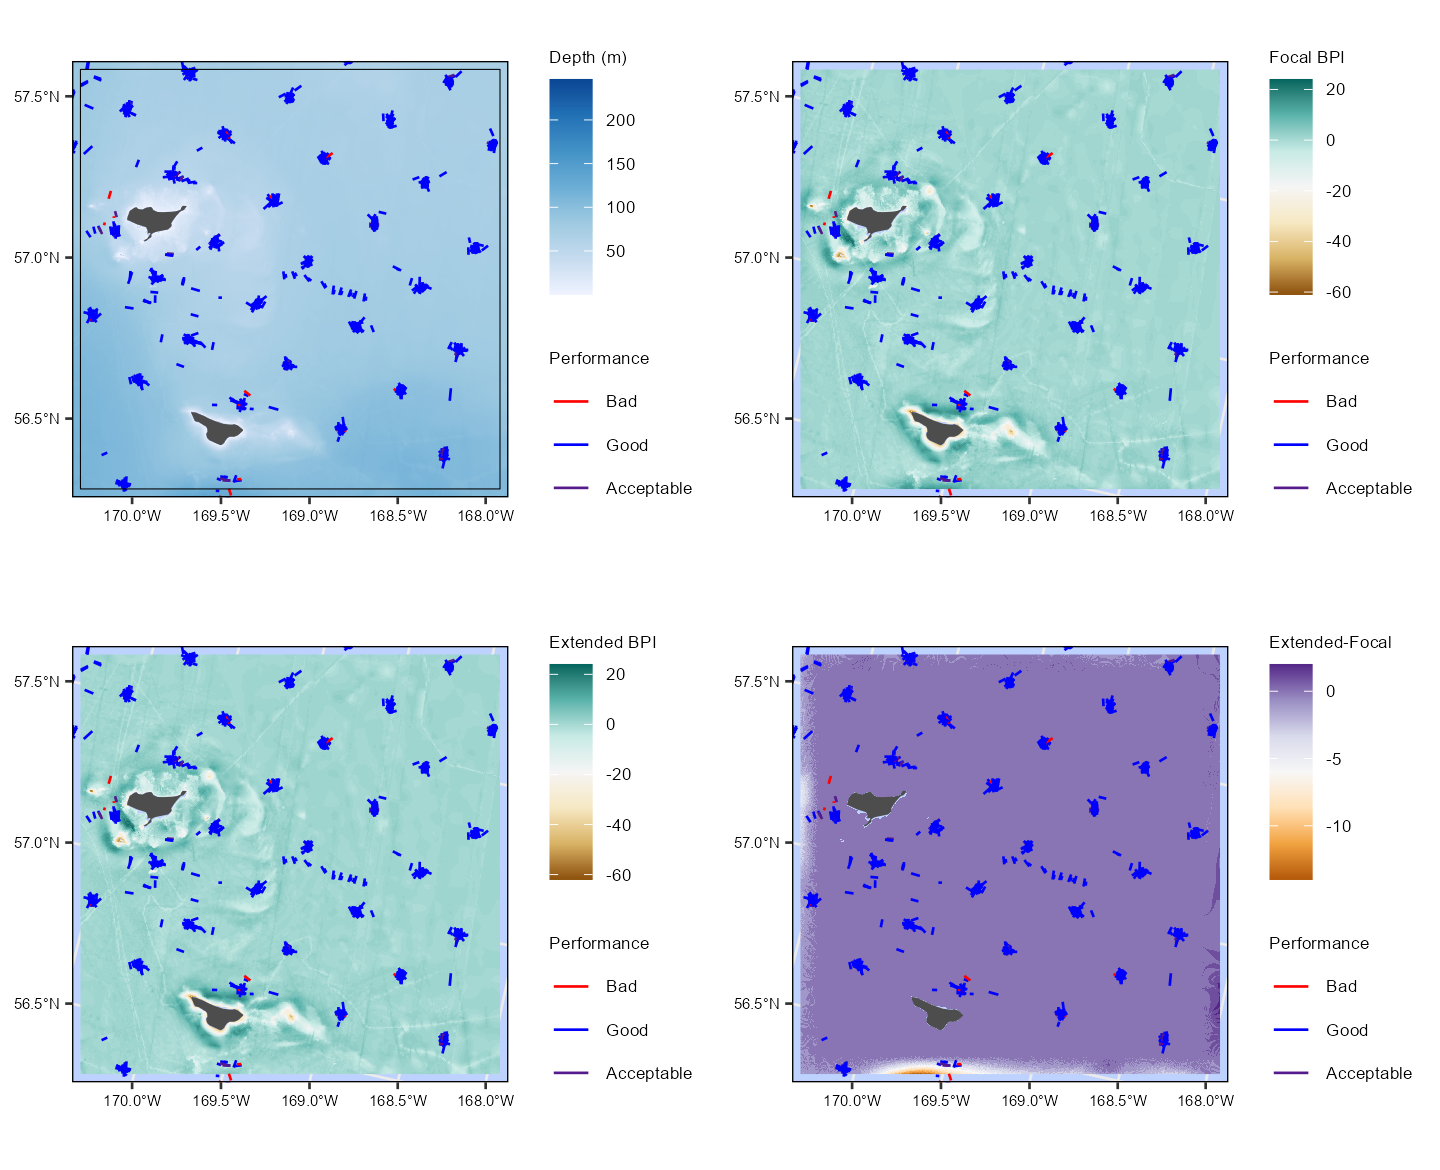 Depth (m)
200
150
100
50
Performance
Bad
Good
Acceptable
57.5°N
57.0°N
56.5°N
170.0°W 169.5°W 169.0°W 168.5°W 168.0°W
Focal BPI
20
0
-20
-40
-60
Performance
Bad
Good
Acceptable
57.5°N
57.0°N
56.5°N
170.0°W 169.5°W 169.0°W 168.5°W 168.0°W
Extended BPI
20
0
-20
-40
-60
Performance
Bad
Good
Acceptable
57.5°N
57.0°N
56.5°N
170.0°W 169.5°W 169.0°W 168.5°W 168.0°W
Extended-Focal
0
-5
-10
Performance
Bad
Good
Acceptable
57.5°N
57.0°N
56.5°N
170.0°W 169.5°W 169.0°W 168.5°W 168.0°W